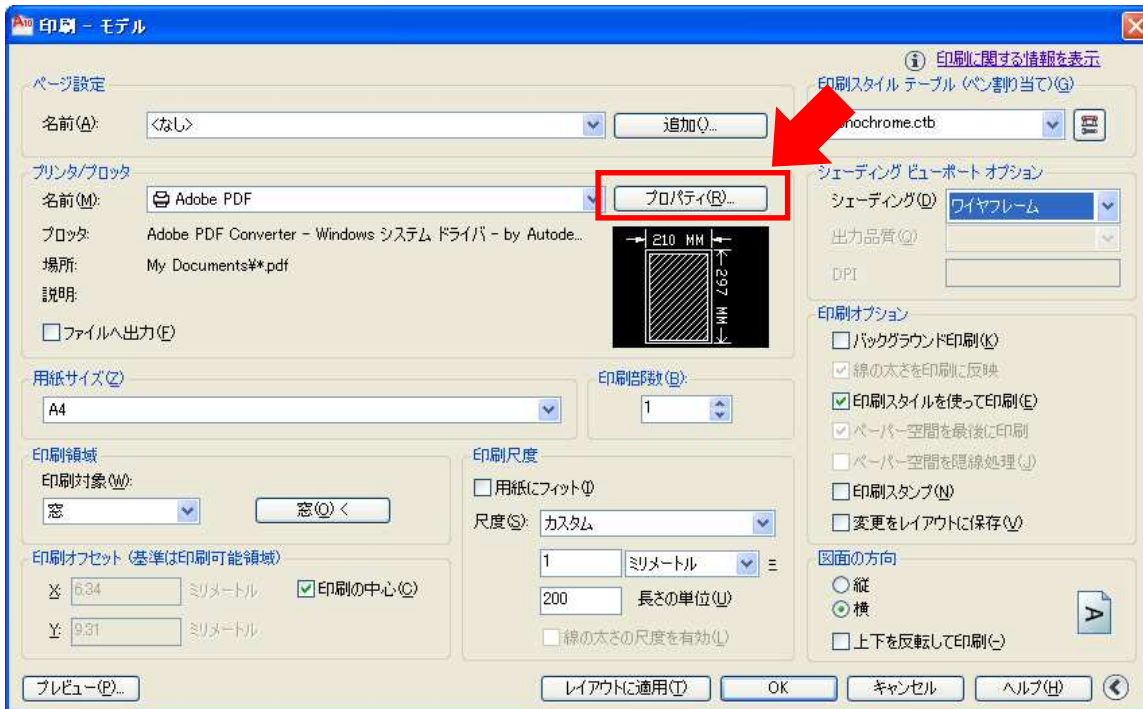 印刷 - モデル
印刷に関する情報を表示
ページ設定
名前(A):
<なし>
追加()...
プリンタ/プロッタ
名前(M):
Adobe PDF
プロパティ(R)...
プロッタ:
Adobe PDF Converter - Windows システム ドライバ - by Autode...
場所:
My Documents¥*.pdf
説明:
ファイルへ出力(F)
210 MM
297 MM
用紙サイズ(Z)
A4
印刷部数(B):
1
印刷領域
印刷対象(W):
窓
窓(O) <
印刷オフセット (基準は印刷可能領域)
X:
6.34
ミリメートル
印刷の中心(C)
Y:
9.31
ミリメートル
印刷尺度
用紙にフィット(I)
尺度(S):
カスタム
1
ミリメートル
=
200
長さの単位(U)
線の太さの尺度を有効(L)
印刷スタイル テーブル (ペン割り当て)(G)
nochrome.ctb
シェーディング ビューポート オプション
シェーディング(D)
ワイヤフレーム
出力品質(Q)
DPI
印刷オプション
バックグラウンド印刷(K)
線の太さを印刷に反映
印刷スタイルを使って印刷(E)
ペーパー空間を最後に印刷
ペーパー空間を隠線処理(J)
印刷スタンプ(N)
変更をレイアウトに保存(V)
図面の方向
縦
横
A
上下を反転して印刷(-)
プレビュー(P)...
レイアウトに適用(T)
OK
キャンセル
ヘルプ(H)